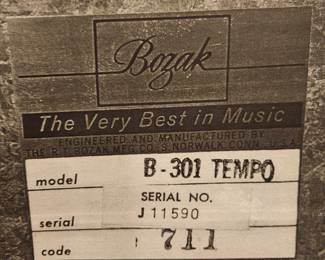 Bozak
The Very Best in Music
ENGINEERED AND MANUFACTURED BY
THE R.T. BOZAK MFG CO. S. NORWALK CONN., U.S.A.
model B-301 TEMPO
SERIAL NO.
serial J 11590
code 711